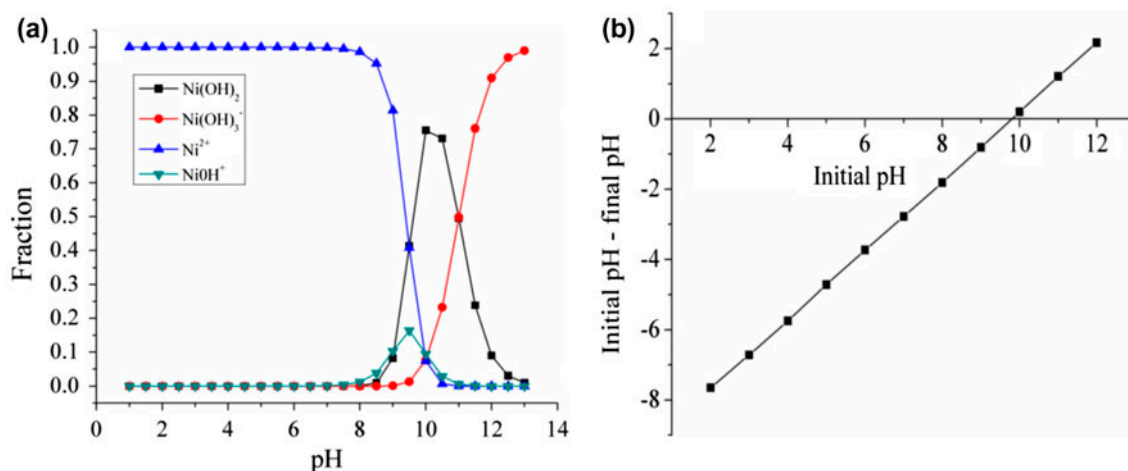 (a)
1.0
0.9
0.8
0.7
0.6
0.5
0.4
0.3
0.2
0.1
0.0
Fraction
Ni(OH)₂
Ni(OH)₃⁻
Ni²⁺
Ni0H⁺
0 2 4 6 8 10 12 14
pH
(b)
2
0
-2
-4
-6
-8
Initial pH - final pH
2 4 6 8 10 12
Initial pH